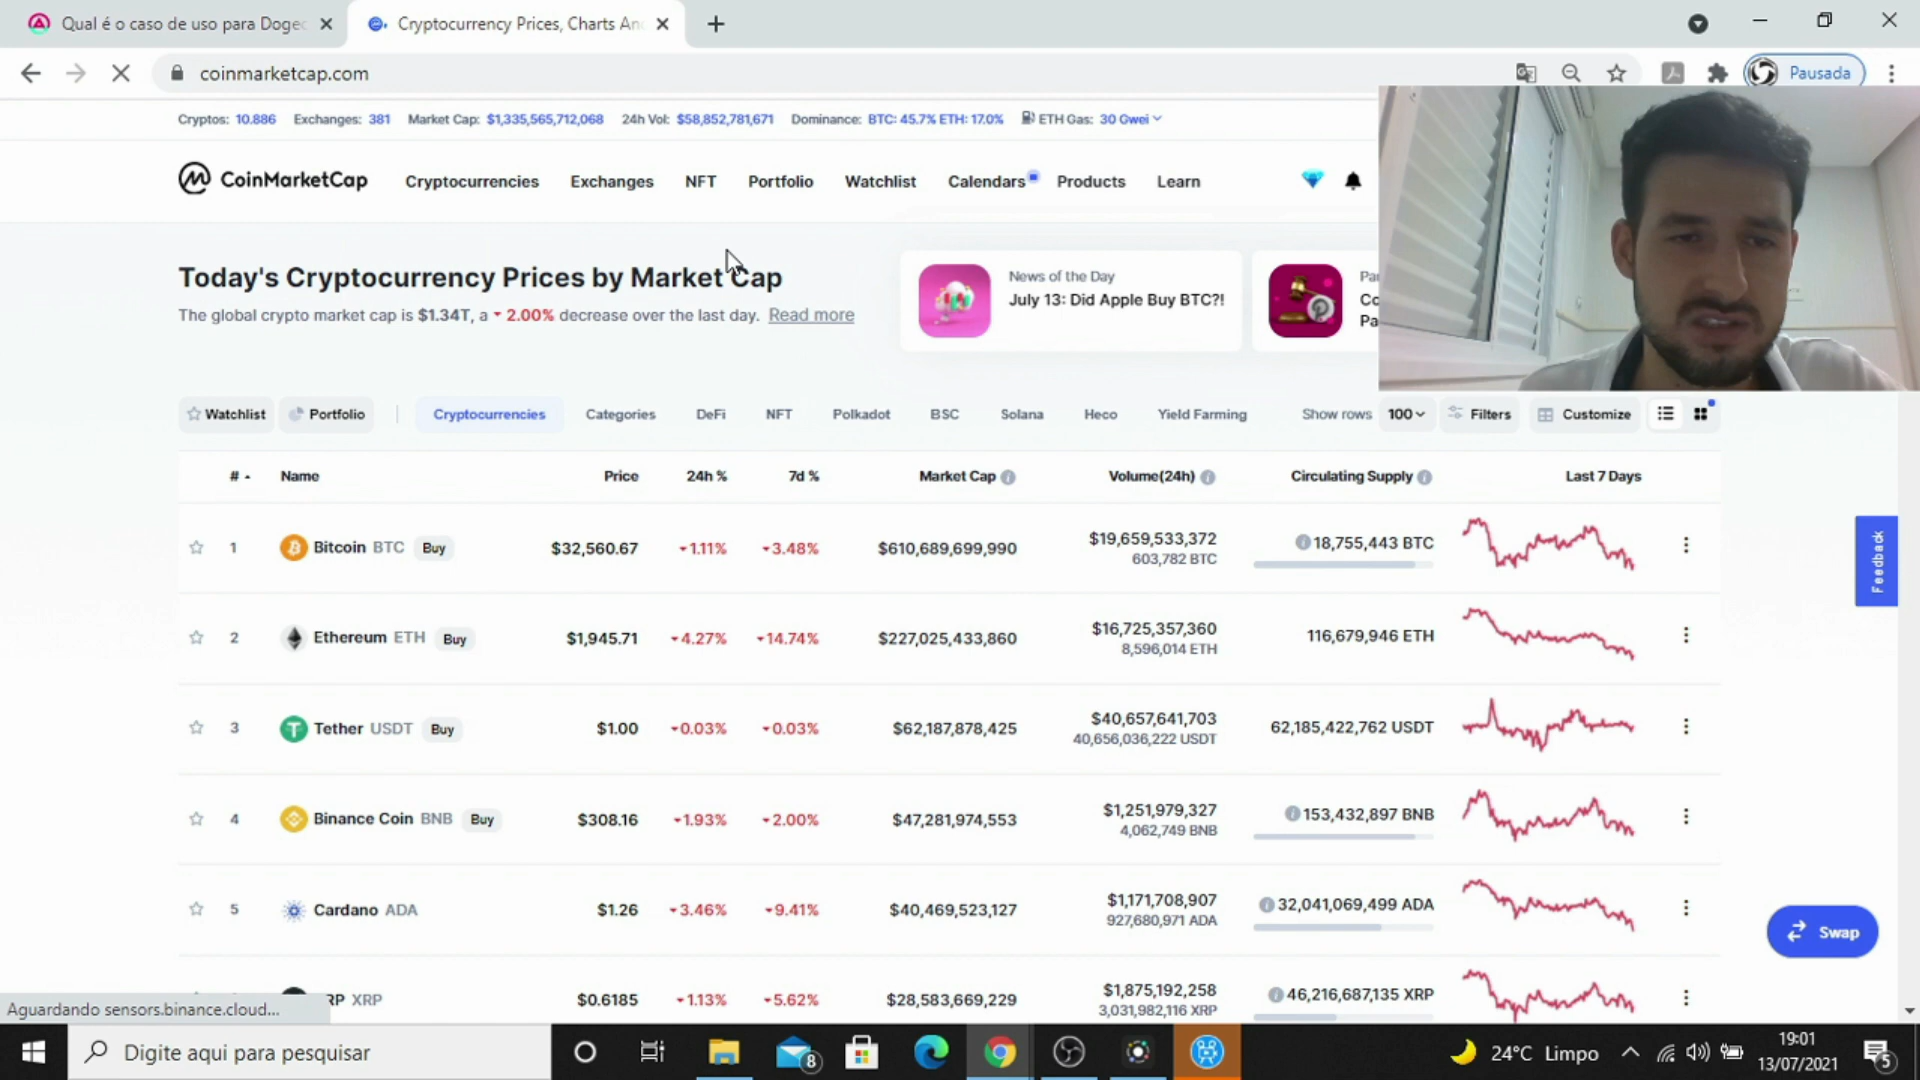 Qual é o caso de uso para Dogec
Cryptocurrency Prices, Charts An
coinmarketcap.com
Pausada
Cryptos: 10.886 Exchanges: 381 Market Cap: $1,335,565,712,068 24h Vol: $58,852,781,671 Dominance: BTC: 45.7% ETH: 17.0% ETH Gas: 30 Gwei
CoinMarketCap Cryptocurrencies Exchanges NFT Portfolio Watchlist Calendars Products Learn
Today's Cryptocurrency Prices by Market Cap
The global crypto market cap is $1.34T, a 2.00% decrease over the last day. Read more
News of the Day
July 13: Did Apple Buy BTC?!
Pa
Co
Pa
Watchlist Portfolio Cryptocurrencies Categories DeFi NFT Polkadot BSC Solana Heco Yield Farming Show rows 100 Filters Customize
# Name Price 24h % 7d % Market Cap Volume(24h) Circulating Supply Last 7 Days
1 Bitcoin BTC Buy $32,560.67 1.11% 3.48% $610,689,699,990 $19,659,533,372 18,755,443 BTC
603,782 BTC
2 Ethereum ETH Buy $1,945.71 4.27% 14.74% $227,025,433,860 $16,725,357,360 116,679,946 ETH
8,596,014 ETH
3 Tether USDT Buy $1.00 0.03% 0.03% $62,187,878,425 $40,657,641,703 62,185,422,762 USDT
40,656,036,222 USDT
4 Binance Coin BNB Buy $308.16 1.93% 2.00% $47,281,974,553 $1,251,979,327 153,432,897 BNB
4,062,749 BNB
5 Cardano ADA $1.26 3.46% 9.41% $40,469,523,127 $1,171,708,907 32,041,069,499 ADA
927,680,971 ADA
RP XRP $0.6185 1.13% 5.62% $28,583,669,229 $1,875,192,258 46,216,687,135 XRP
3,031,982,116 XRP
Feedback
Swap
Aguardando sensors.binance.cloud...
Digite aqui para pesquisar
8
24°C Limpo
19:01
13/07/2021
5